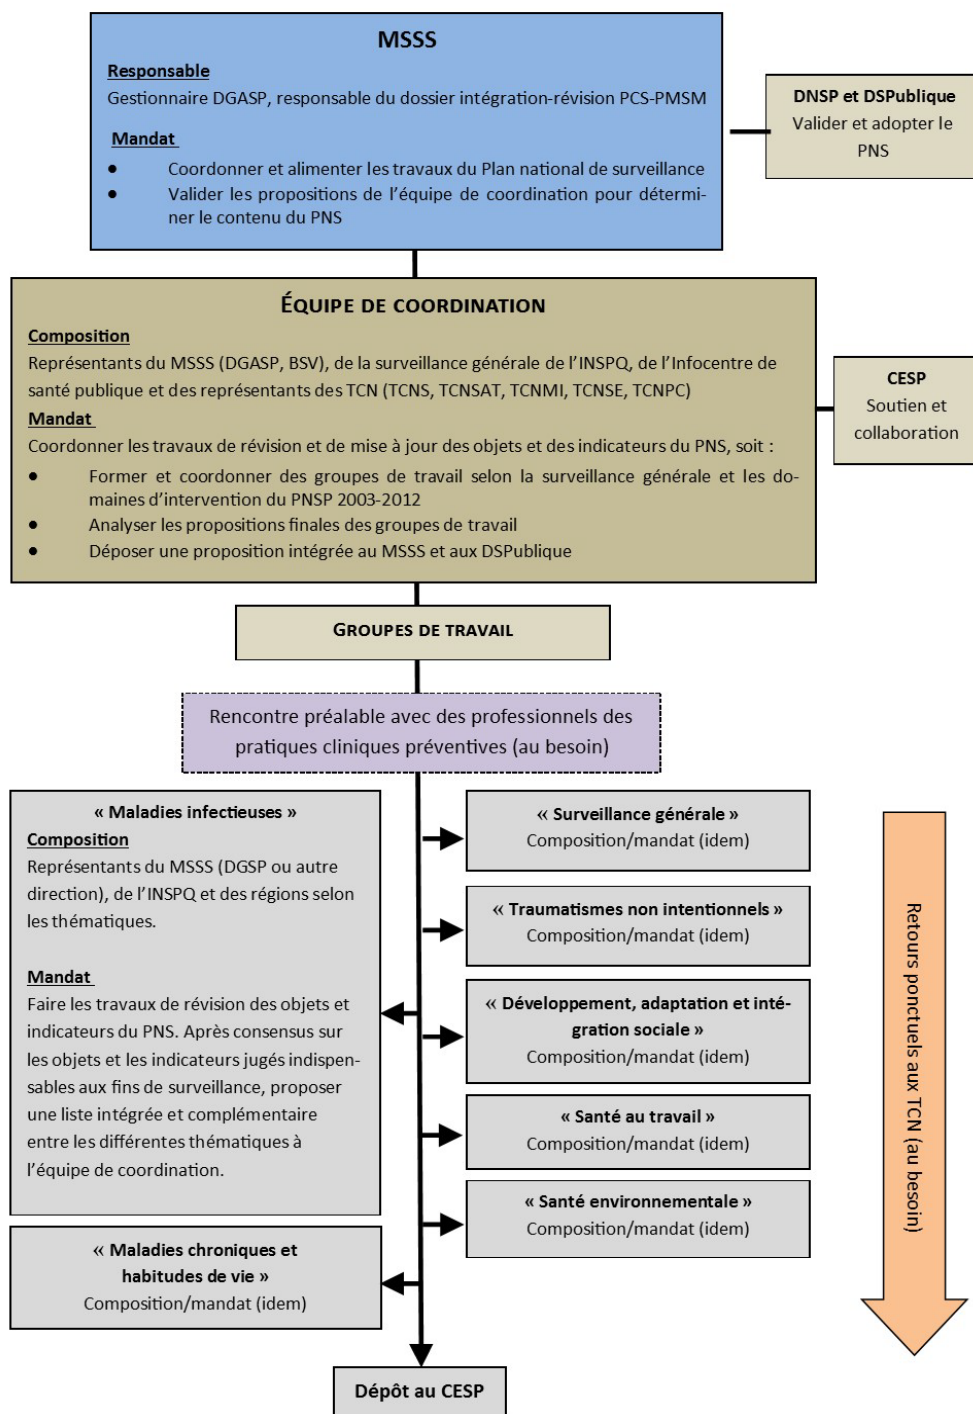 MSSS
Responsable
Gestionnaire DGASP, responsable du dossier intégration-révision PCS-PMSM
Mandat
• Coordonner et alimenter les travaux du Plan national de surveillance
• Valider les propositions de l’équipe de coordination pour détermi-
ner le contenu du PNS
DNSP et DSPublique
Valider et adopter le
PNS
ÉQUIPE DE COORDINATION
Composition
Représentants du MSSS (DGASP, BSV), de la surveillance générale de l’INSPQ, de l’Infocentre de
santé publique et des représentants des TCN (TCNS, TCNSAT, TCNMI, TCNSE, TCNPC)
Mandat
Coordonner les travaux de révision et de mise à jour des objets et des indicateurs du PNS, soit :
• Former et coordonner des groupes de travail selon la surveillance générale et les do-
maines d’intervention du PNSP 2003-2012
• Analyser les propositions finales des groupes de travail
• Déposer une proposition intégrée au MSSS et aux DSPublique
CESP
Soutien et
collaboration
GROUPES DE TRAVAIL
Rencontre préalable avec des professionnels des
pratiques cliniques préventives (au besoin)
« Maladies infectieuses »
Composition
Représentants du MSSS (DGSP ou autre
direction), de l’INSPQ et des régions selon
les thématiques.
Mandat
Faire les travaux de révision des objets et
indicateurs du PNS. Après consensus sur
les objets et les indicateurs jugés indispen-
sables aux fins de surveillance, proposer
une liste intégrée et complémentaire
entre les différentes thématiques à
l’équipe de coordination.
« Maladies chroniques et
habitudes de vie »
Composition/mandat (idem)
« Surveillance générale »
Composition/mandat (idem)
« Traumatismes non intentionnels »
Composition/mandat (idem)
« Développement, adaptation et inté-
gration sociale »
Composition/mandat (idem)
« Santé au travail »
Composition/mandat (idem)
« Santé environnementale »
Composition/mandat (idem)
Retours ponctuels aux TCN (au besoin)
Dépôt au CESP